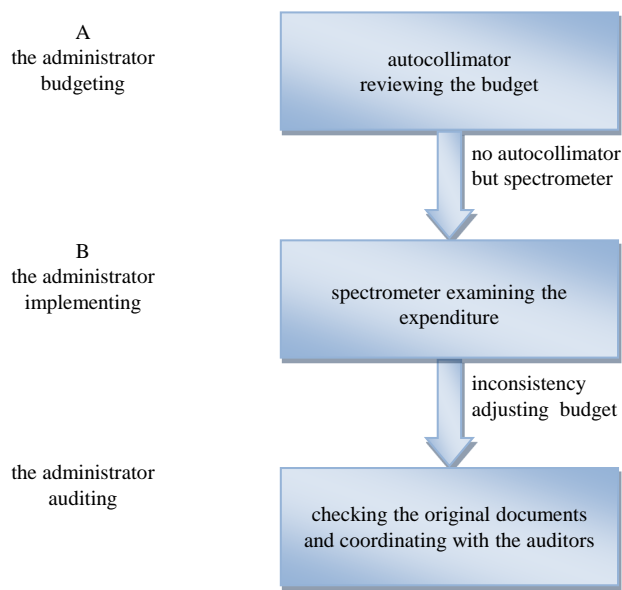 A
the administrator
budgeting
autocollimator
reviewing the budget
no autocollimator
but spectrometer
B
the administrator
implementing
spectrometer examining the
expenditure
inconsistency
adjusting budget
the administrator
auditing
checking the original documents
and coordinating with the auditors